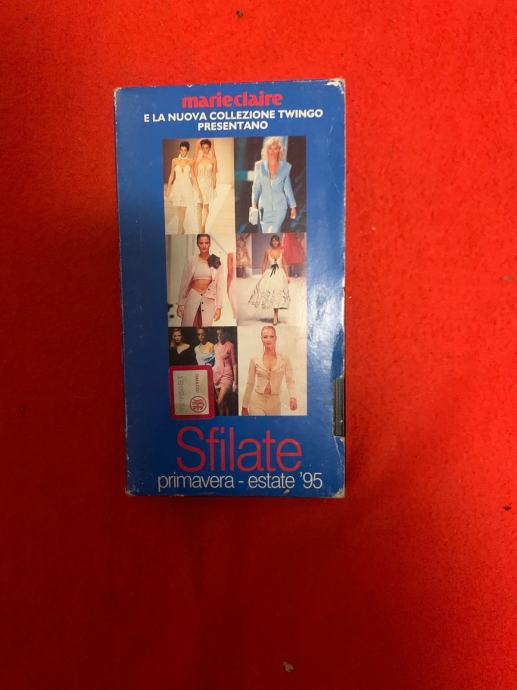 marie claire
E LA NUOVA COLLEZIONE TWINGO
PRESENTANO
Sfilate
primavera - estate '95